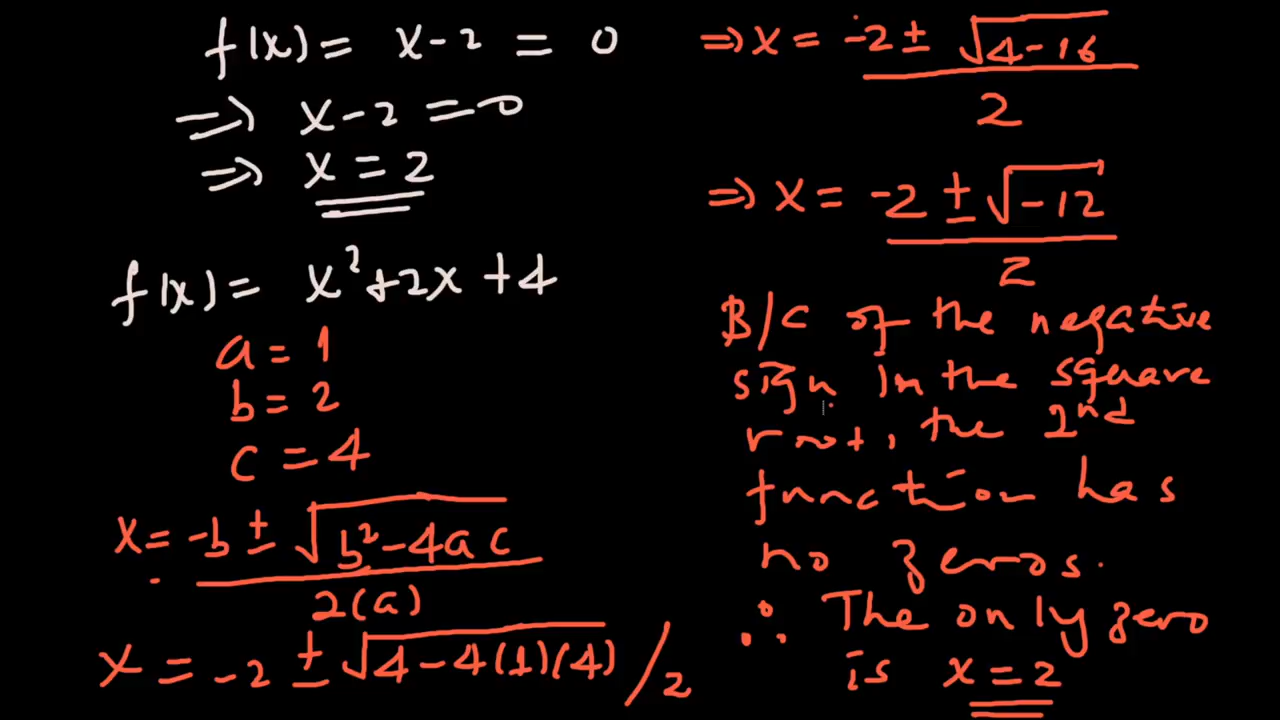 f(x) = x-2 = 0
⇒ x-2 = 0
⇒ x = 2
f(x) = x²+2x+4
a = 1
b = 2
c = 4
x = -b ± √(b²-4ac)
2(a)
x = -2 ± √(4-4(1)(4)) / 2
⇒ x = -2 ± √(4-16)
2
⇒ x = -2 ± √(-12)
2
B/C of the negative
sign in the square
root, the 2nd
function has
no zeros.
∴ The only zero
is x = 2